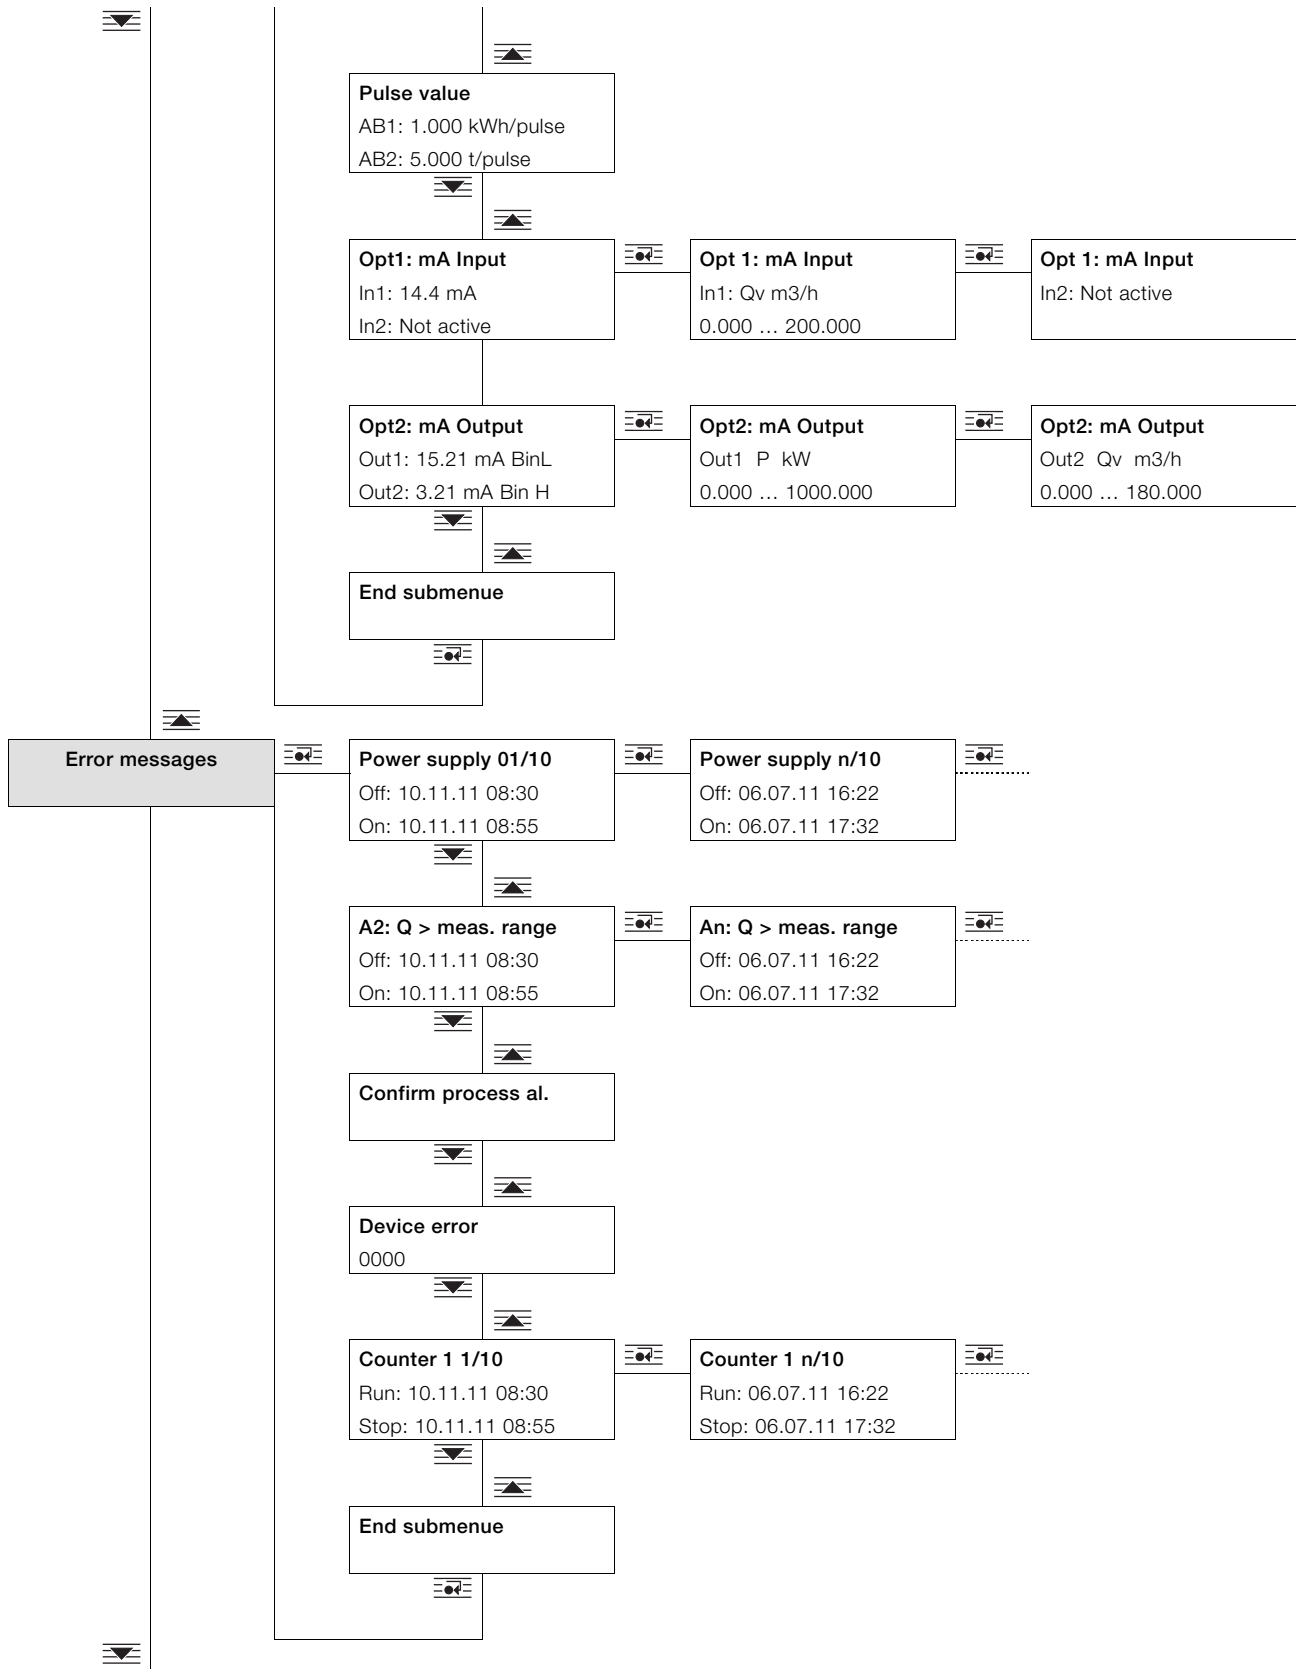 Pulse value
AB1: 1.000 kWh/pulse
AB2: 5.000 t/pulse
Opt1: mA Input
In1: 14.4 mA
In2: Not active
Opt 1: mA Input
In1: Qv m3/h
0.000 … 200.000
Opt 1: mA Input
In2: Not active
Opt2: mA Output
Out1: 15.21 mA BinL
Out2: 3.21 mA Bin H
Opt2: mA Output
Out1 P kW
0.000 … 1000.000
Opt2: mA Output
Out2 Qv m3/h
0.000 … 180.000
End submenue
Error messages
Power supply 01/10
Off: 10.11.11 08:30
On: 10.11.11 08:55
Power supply n/10
Off: 06.07.11 16:22
On: 06.07.11 17:32
A2: Q > meas. range
Off: 10.11.11 08:30
On: 10.11.11 08:55
An: Q > meas. range
Off: 06.07.11 16:22
On: 06.07.11 17:32
Confirm process al.
Device error
0000
Counter 1 1/10
Run: 10.11.11 08:30
Stop: 10.11.11 08:55
Counter 1 n/10
Run: 06.07.11 16:22
Stop: 06.07.11 17:32
End submenue